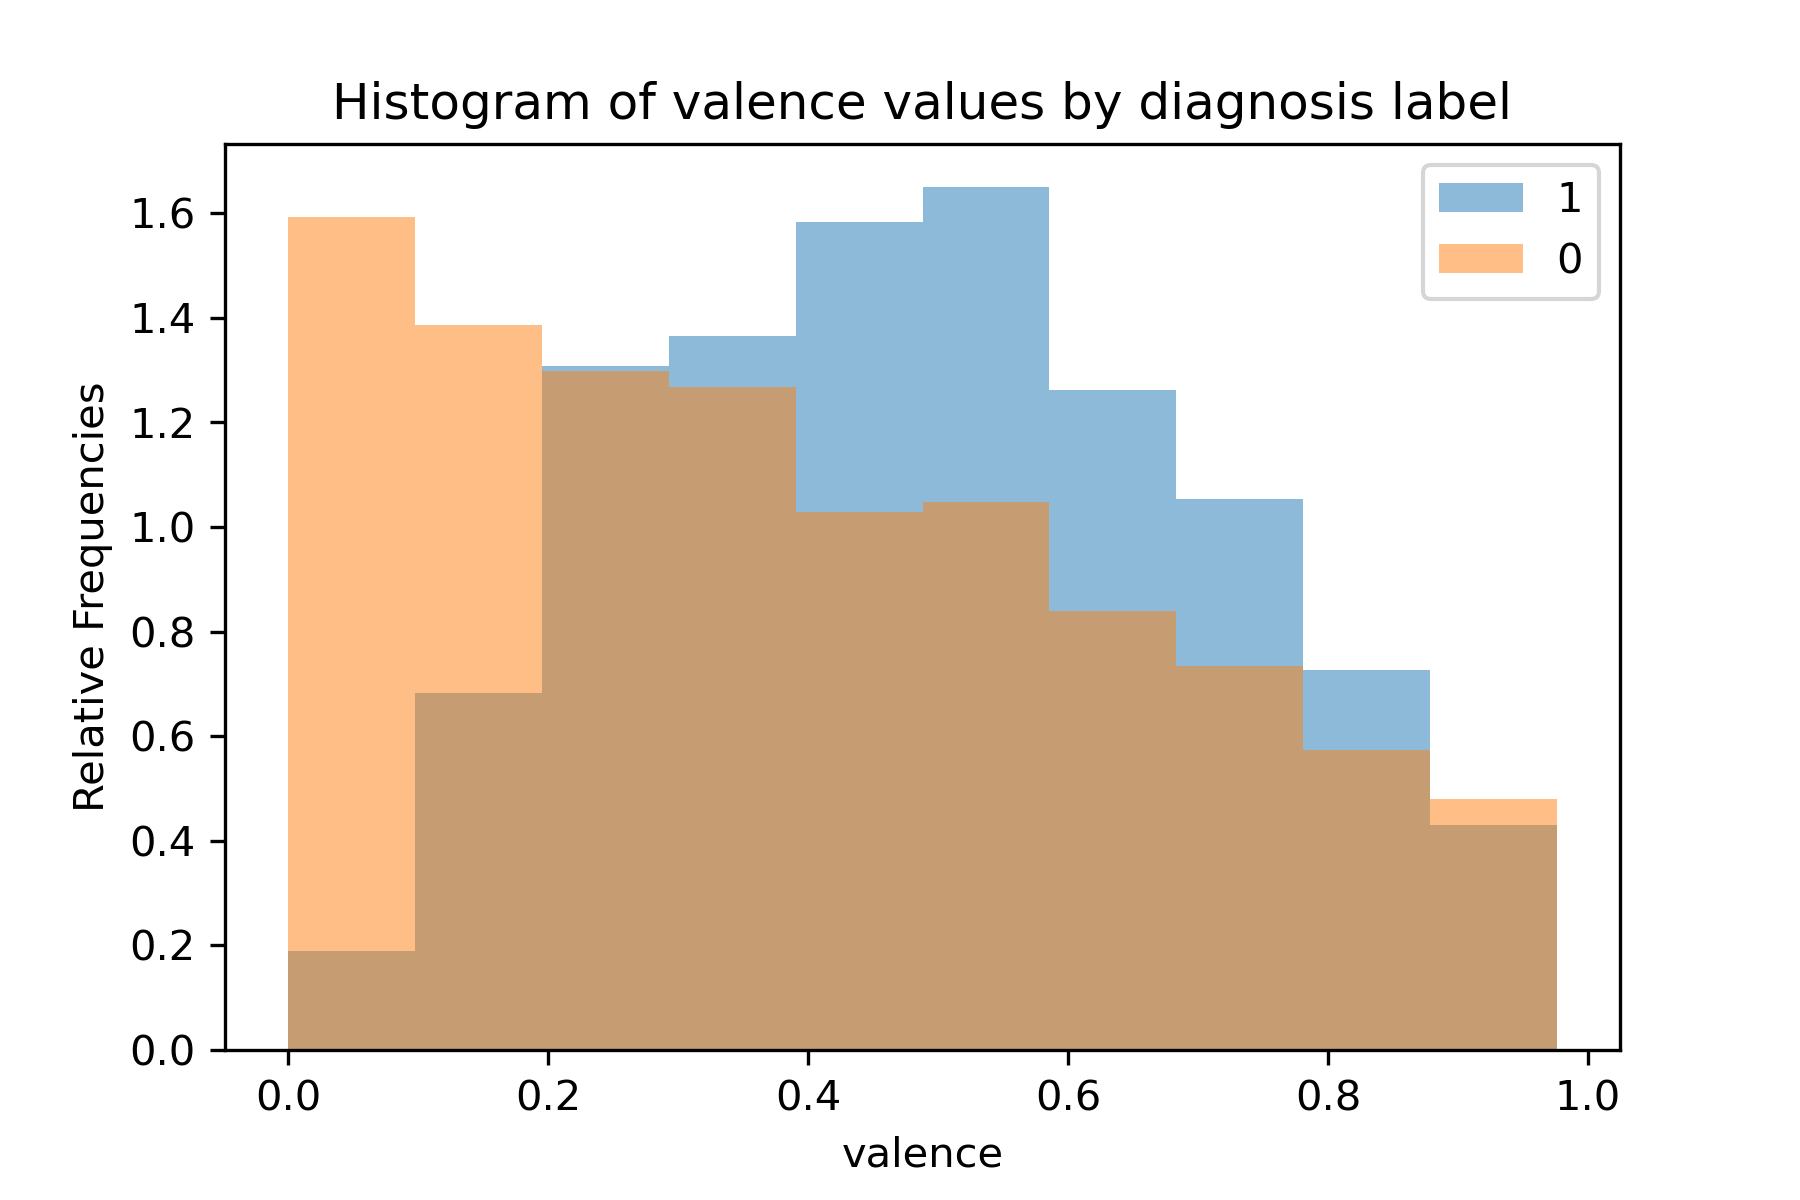 Histogram of valence values by diagnosis label
1
0
Relative Frequencies
1.6
1.4
1.2
1.0
0.8
0.6
0.4
0.2
0.0
0.0 0.2 0.4 0.6 0.8 1.0
valence